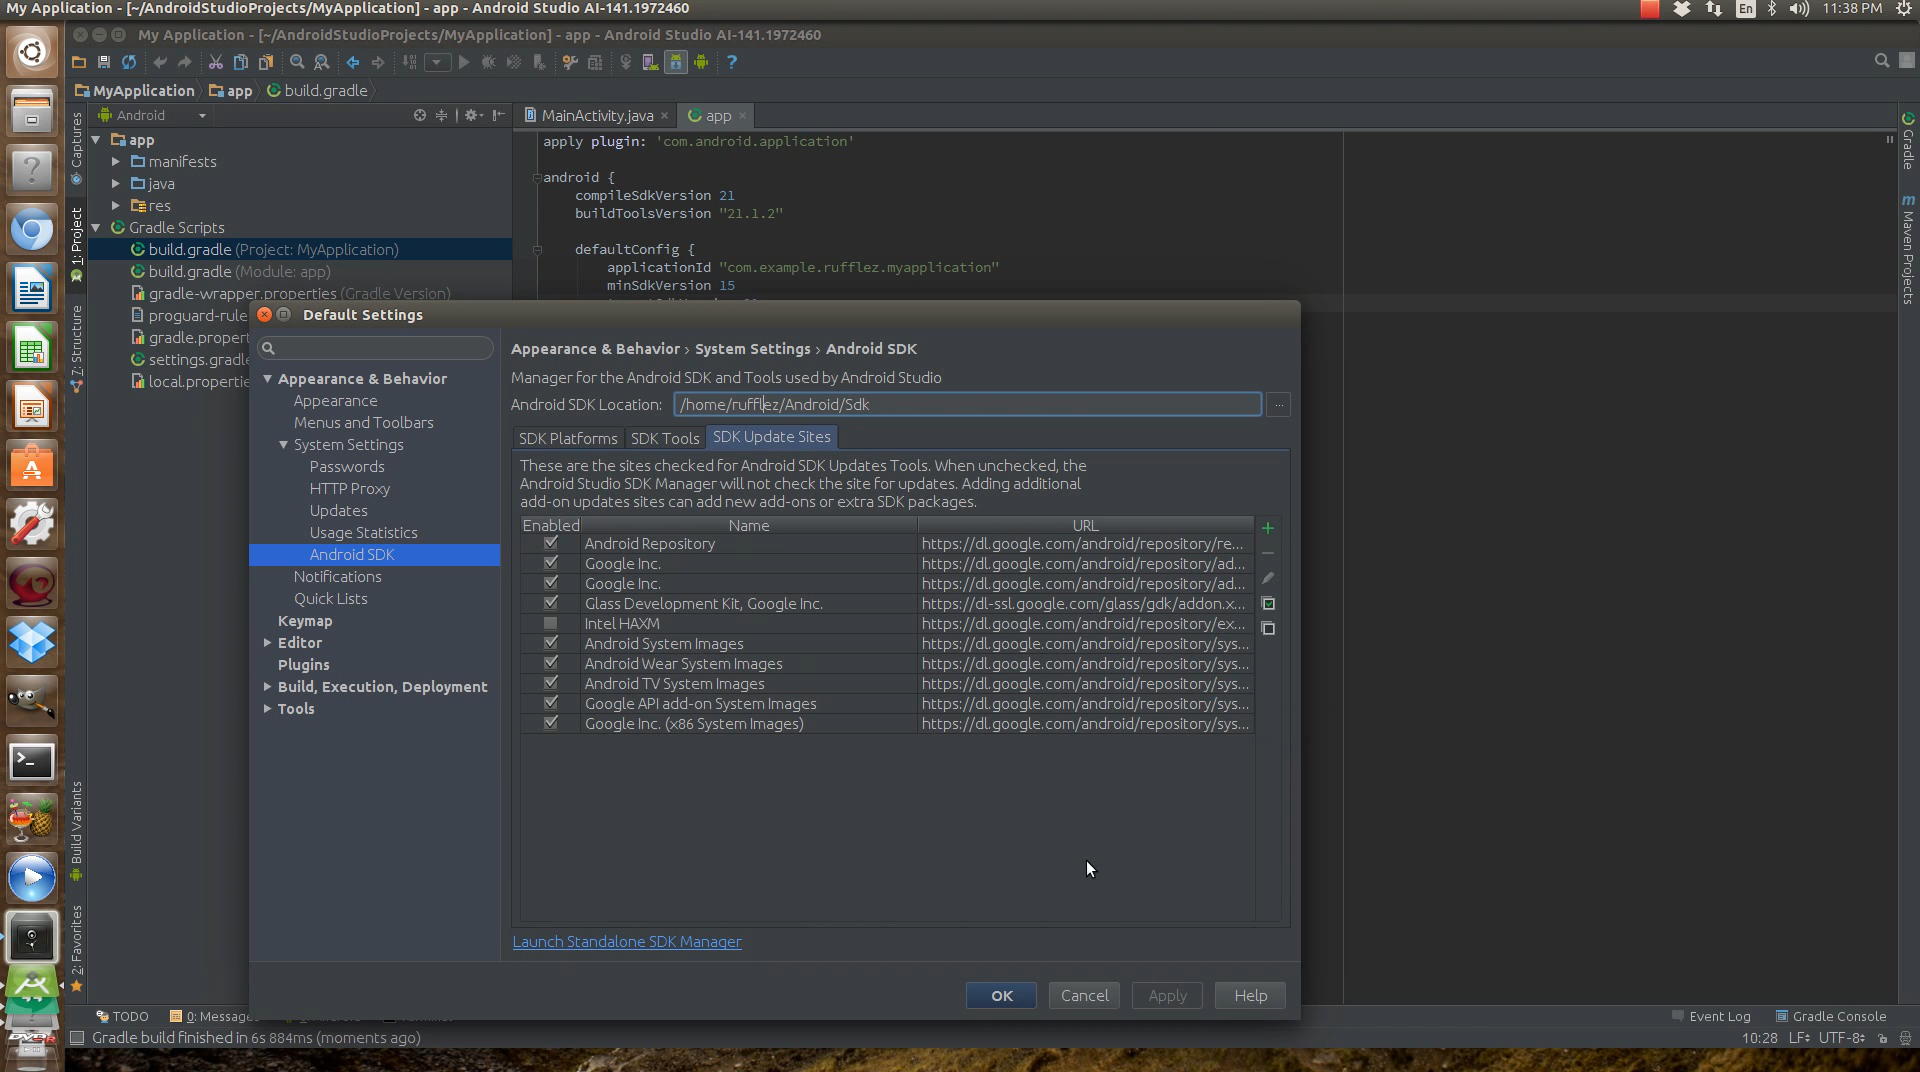 My Application - [~/AndroidStudioProjects/MyApplication] - app - Android Studio AI-141.1972460
En
11:38 PM
My Application - [~/AndroidStudioProjects/MyApplication] - app - Android Studio AI-141.1972460
MyApplication
app
build.gradle
Android
MainActivity.java
app
Captures
1: Project
7: Structure
Build Variants
2: Favorites
Gradle
Maven Projects
app
manifests
java
res
Gradle Scripts
build.gradle (Project: MyApplication)
build.gradle (Module: app)
gradle-wrapper.properties (Gradle Version)
proguard-rule
gradle.propert
settings.gradle
local.propertie
apply plugin: 'com.android.application'
android {
compileSdkVersion 21
buildToolsVersion "21.1.2"
defaultConfig {
applicationId "com.example.rufflez.myapplication"
minSdkVersion 15
Default Settings
Appearance & Behavior
Appearance
Menus and Toolbars
System Settings
Passwords
HTTP Proxy
Updates
Usage Statistics
Android SDK
Notifications
Quick Lists
Keymap
Editor
Plugins
Build, Execution, Deployment
Tools
Appearance & Behavior › System Settings › Android SDK
Manager for the Android SDK and Tools used by Android Studio
Android SDK Location: /home/rufflez/Android/Sdk ...
SDK Platforms SDK Tools SDK Update Sites
These are the sites checked for Android SDK Updates Tools. When unchecked, the
Android Studio SDK Manager will not check the site for updates. Adding additional
add-on updates sites can add new add-ons or extra SDK packages.
Enabled Name URL
Android Repository https://dl.google.com/android/repository/re...
Google Inc. https://dl.google.com/android/repository/ad...
Google Inc. https://dl.google.com/android/repository/ad...
Glass Development Kit, Google Inc. https://dl-ssl.google.com/glass/gdk/addon.x...
Intel HAXM https://dl.google.com/android/repository/ex...
Android System Images https://dl.google.com/android/repository/sys...
Android Wear System Images https://dl.google.com/android/repository/sys...
Android TV System Images https://dl.google.com/android/repository/sys...
Google API add-on System Images https://dl.google.com/android/repository/sys...
Google Inc. (x86 System Images) https://dl.google.com/android/repository/sys...
Launch Standalone SDK Manager
OK Cancel Apply Help
TODO
0: Messages
Event Log
Gradle Console
Gradle build finished in 6s 884ms (moments ago)
10:28 LF÷ UTF-8÷